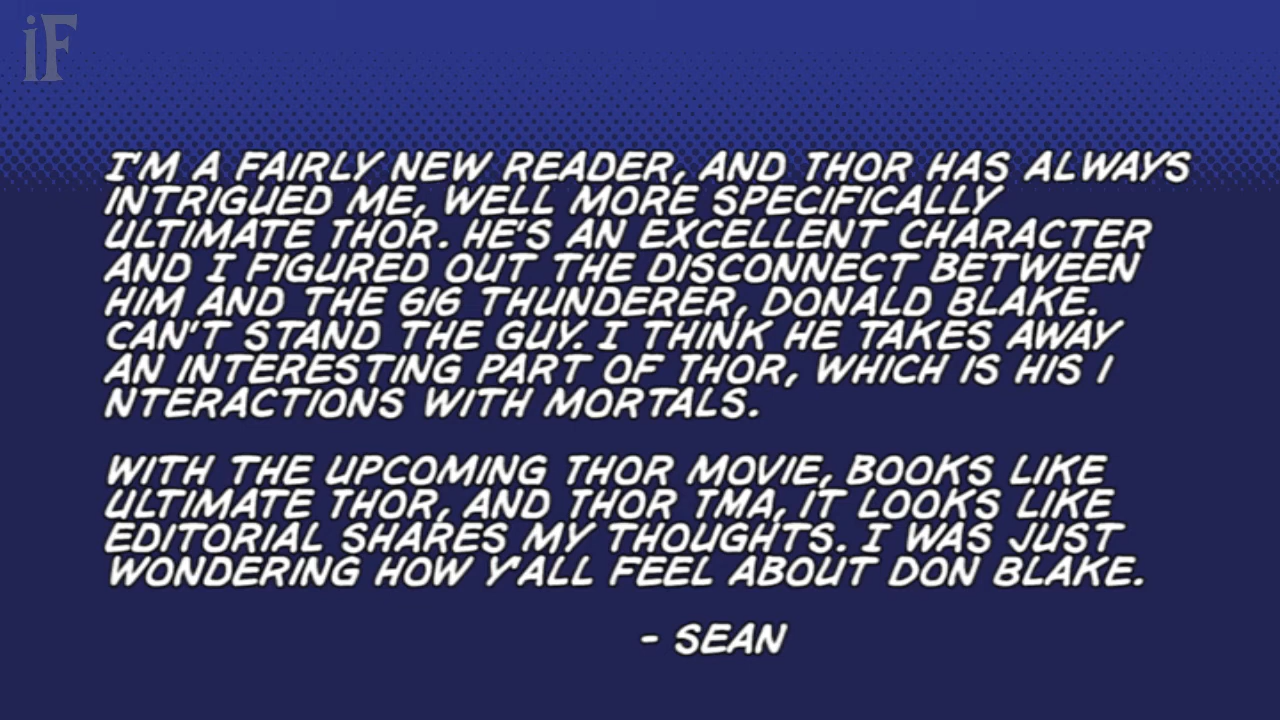 iF
I'M A FAIRLY NEW READER, AND THOR HAS ALWAYS
INTRIGUED ME, WELL MORE SPECIFICALLY
ULTIMATE THOR. HE'S AN EXCELLENT CHARACTER
AND I FIGURED OUT THE DISCONNECT BETWEEN
HIM AND THE 616 THUNDERER, DONALD BLAKE.
CAN'T STAND THE GUY. I THINK HE TAKES AWAY
AN INTERESTING PART OF THOR, WHICH IS HIS I
NTERACTIONS WITH MORTALS.
WITH THE UPCOMING THOR MOVIE, BOOKS LIKE
ULTIMATE THOR, AND THOR TMA, IT LOOKS LIKE
EDITORIAL SHARES MY THOUGHTS. I WAS JUST
WONDERING HOW Y'ALL FEEL ABOUT DON BLAKE.
- SEAN